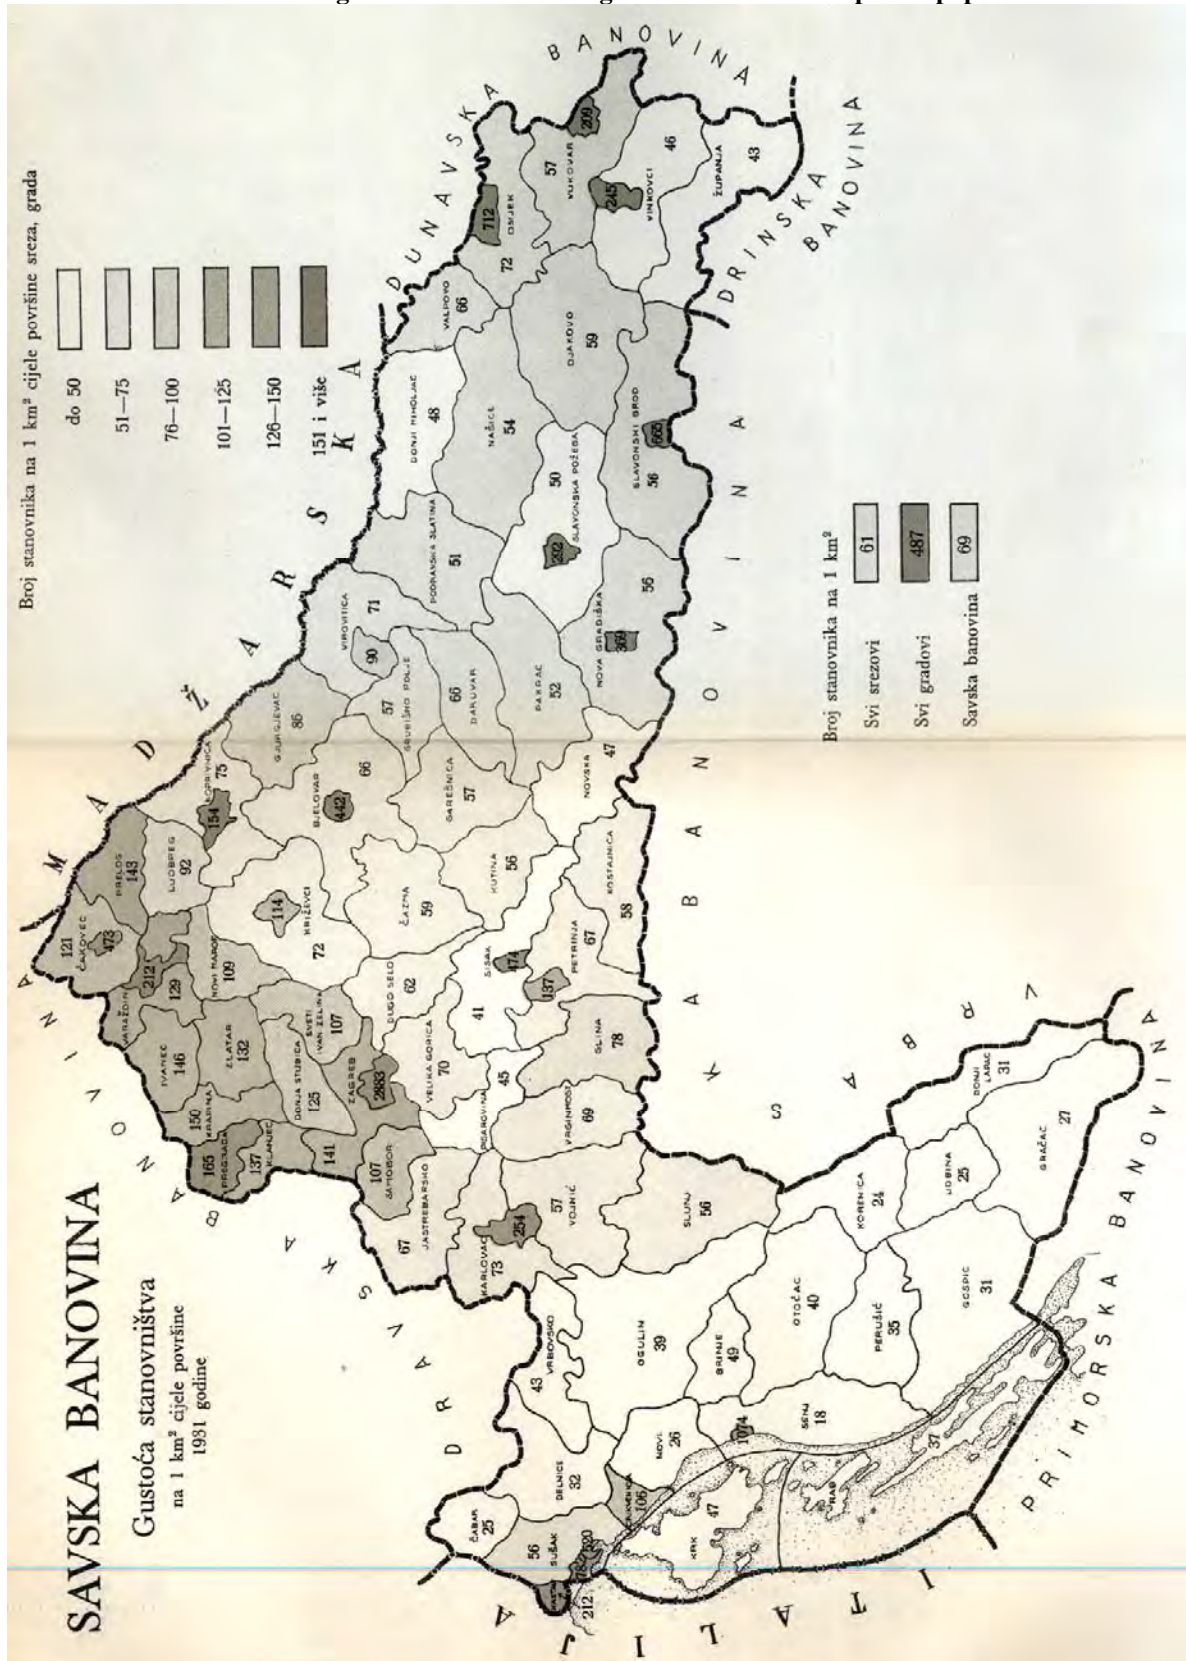 SAVSKA BANOVINA
Gustoća stanovništva
na 1 km² cijele površine
1931 godine
Broj stanovnika na 1 km² cijele površine sreza, grada
do 50
51—75
76—100
101—125
126—150
151 i više
Broj stanovnika na 1 km²
Svi srezovi 61
Svi gradovi 487
Savska banovina 69
MADŽARSKA
DUNAVSKA BANOVINA
DRINSKA
BANOVINA
VRBASKA BANOVINA
PRIMORSKA BANOVINA
DRAVSKA BANOVINA
ČAKOVEC
121
473
PRELOG
143
VARAŽDIN
212
129
LUDBREG
92
KOPRIVNICA
75
154
IVANEC
146
NOVI MAROF
109
ZLATAR
132
KRAPINA
150
PREGRADA
165
KLANJEC
137
DONJA STUBICA
125
SVETI
IVAN ZELINA
107
ZAGREB
2883
141
SAMOBOR
107
JASTREBARSKO
67
KRIŽEVCI
114
72
BJELOVAR
442
66
GJURGJEVAC
VIROVITICA
71
90
GRUBIŠNO POLJE
57
DARUVAR
66
GAREŠNICA
57
ČAZMA
59
DUGO SELO
62
VELIKA GORICA
70
PISAROVINA
45
SISAK
41
474
KUTINA
56
NOVSKA
47
PAKRAC
52
PODRAVSKA SLATINA
51
DONJI MIHOLJAC
48
VALPOVO
66
OSIJEK
712
72
VUKOVAR
57
209
VINKOVCI
245
46
ŽUPANJA
43
DJAKOVO
59
NAŠICE
54
SLAVONSKA POŽEGA
50
292
SLAVONSKI BROD
56
665
NOVA GRADIŠKA
56
369
KOSTAJNICA
58
PETRINJA
67
137
GLINA
78
VRGINMOST
69
KARLOVAC
73
254
VOJNIĆ
57
SLUNJ
56
VRBOVSKO
43
OGULIN
39
BRINJE
49
OTOČAC
40
PERUŠIĆ
35
KORENICA
24
UDBINA
25
DONJI
LAPAC
31
GRAČAC
27
GOSPIĆ
31
SENJ
18
1074
NOVI
26
DELNICE
32
ČABAR
25
SUŠAK
56
520
78
212
106
KRK
47
RAB
37